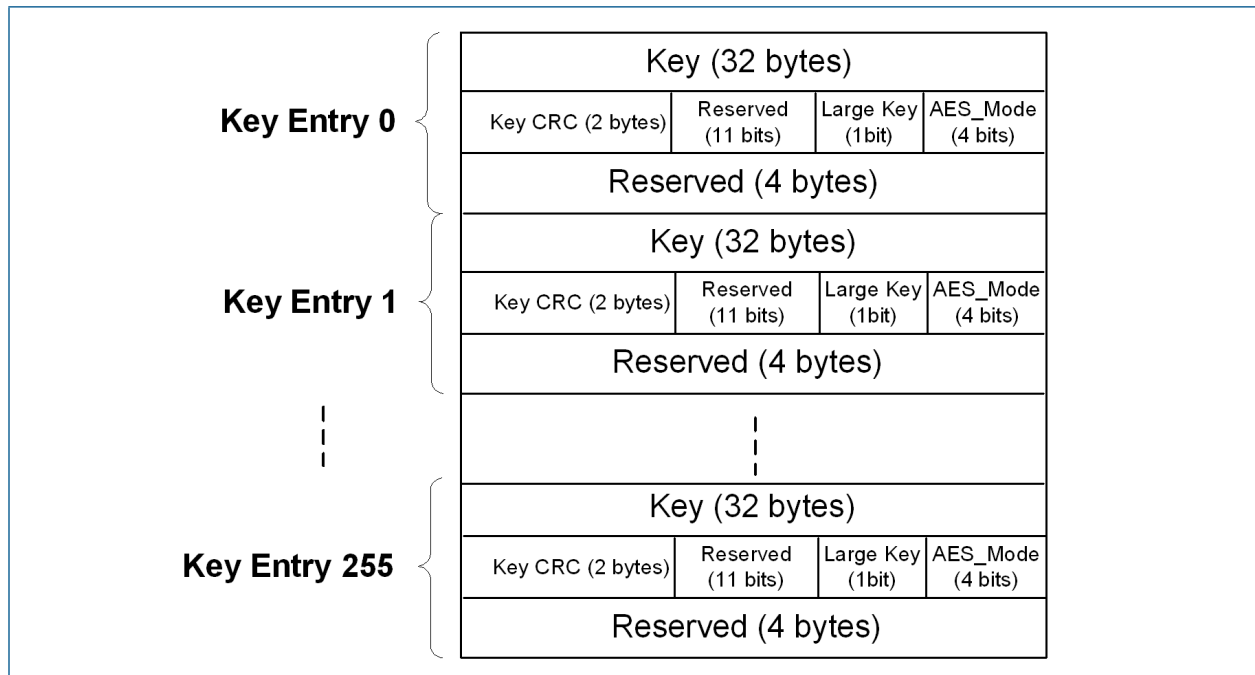 Key (32 bytes)
Key Entry 0
Key CRC (2 bytes)
Reserved
(11 bits)
Large Key
(1bit)
AES_Mode
(4 bits)
Reserved (4 bytes)
Key (32 bytes)
Key Entry 1
Key CRC (2 bytes)
Reserved
(11 bits)
Large Key
(1bit)
AES_Mode
(4 bits)
Reserved (4 bytes)
Key (32 bytes)
Key Entry 255
Key CRC (2 bytes)
Reserved
(11 bits)
Large Key
(1bit)
AES_Mode
(4 bits)
Reserved (4 bytes)